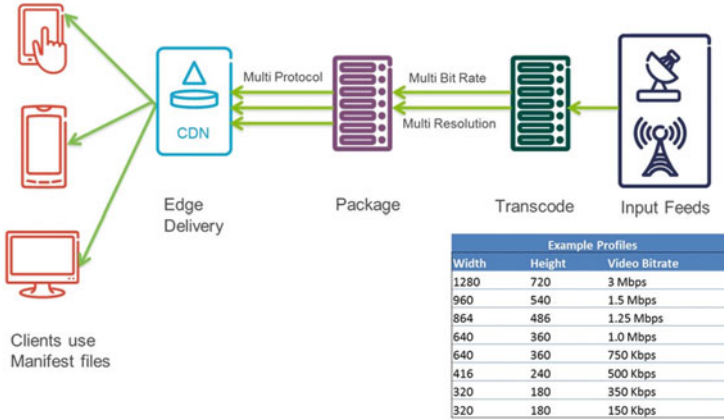 Multi Protocol
Multi Bit Rate
CDN
Multi Resolution
Edge
Delivery
Package
Transcode
Input Feeds
Clients use
Manifest files
Example Profiles
Width Height Video Bitrate
1280 720 3 Mbps
960 540 1.5 Mbps
864 486 1.25 Mbps
640 360 1.0 Mbps
640 360 750 Kbps
416 240 500 Kbps
320 180 350 Kbps
320 180 150 Kbps